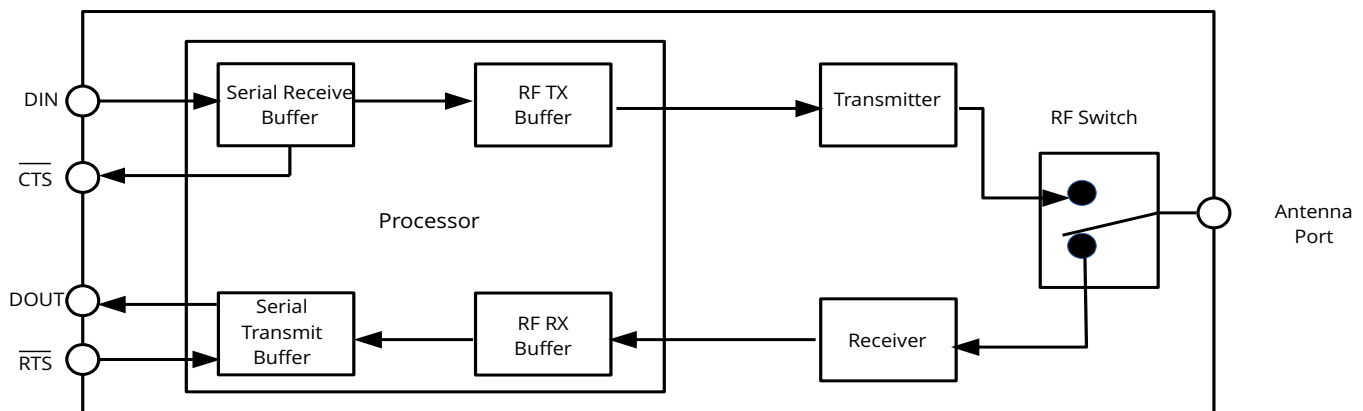 DIN
CTS
DOUT
RTS
Serial Receive
Buffer
RF TX
Buffer
Processor
Serial
Transmit
Buffer
RF RX
Buffer
Transmitter
Receiver
RF Switch
Antenna
Port